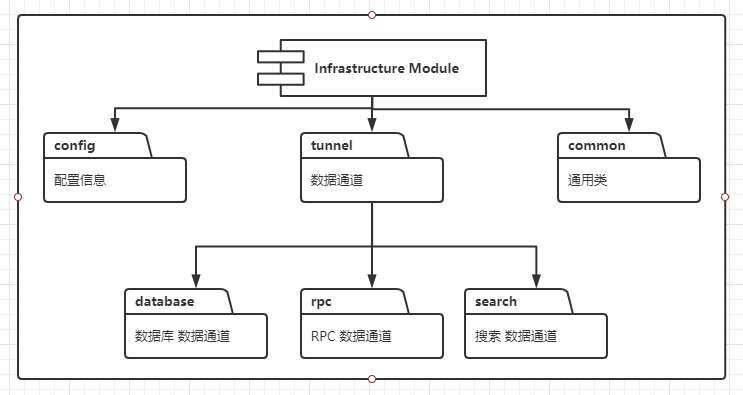 Infrastructure Module
config
配置信息
tunnel
数据通道
common
通用类
database
数据库 数据通道
rpc
RPC 数据通道
search
搜索 数据通道